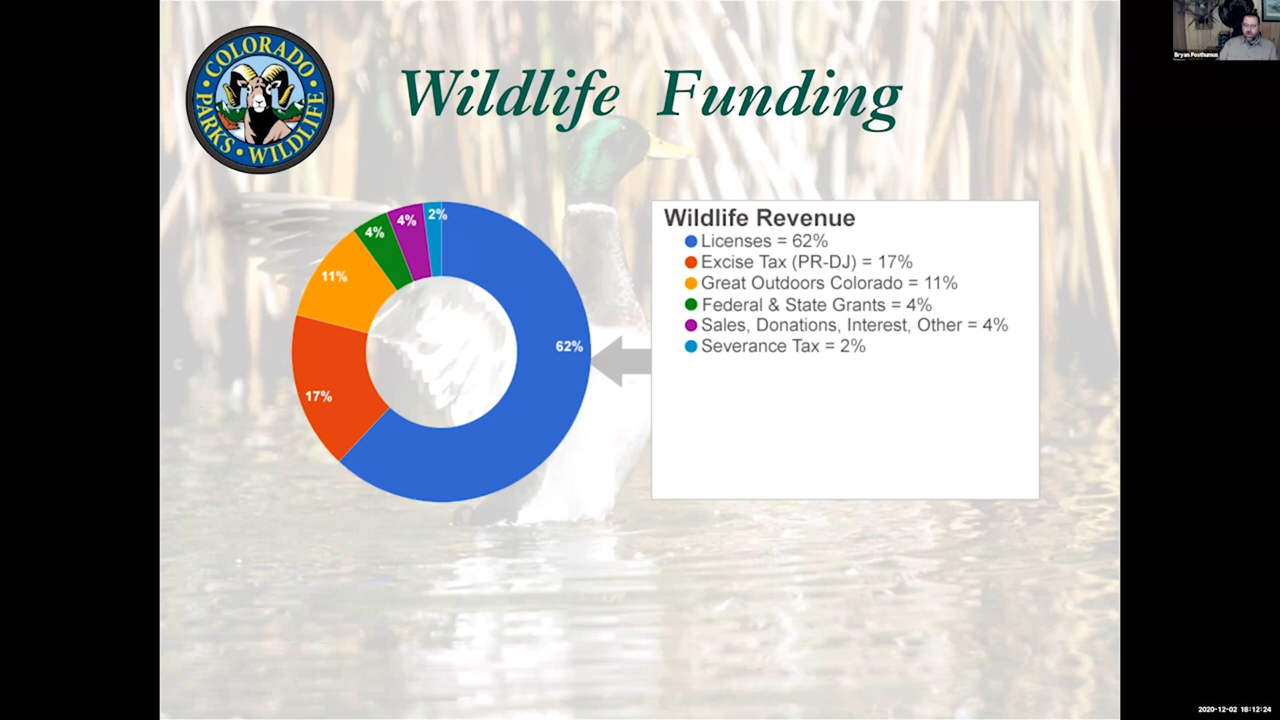 COLORADO
PARKS • WILDLIFE
Wildlife Funding
Bryan Posthumus
2%
4%
4%
11%
62%
17%
Wildlife Revenue
Licenses = 62%
Excise Tax (PR-DJ) = 17%
Great Outdoors Colorado = 11%
Federal & State Grants = 4%
Sales, Donations, Interest, Other = 4%
Severance Tax = 2%
2020-12-02 18:12:24